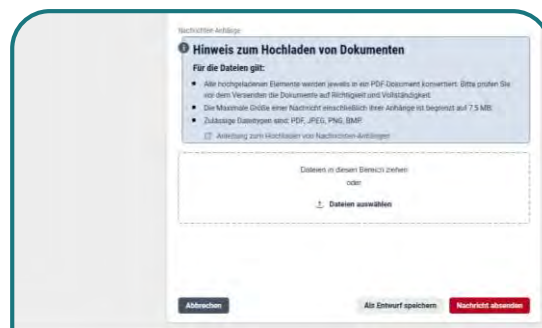 Nachrichten-Anhänge
Hinweis zum Hochladen von Dokumenten
Für die Dateien gilt:
Alle hochgeladenen Elemente werden jeweils in ein PDF-Dokument konvertiert. Bitte prüfen Sie
vor dem Versenden die Dokumente auf Richtigkeit und Vollständigkeit.
Die Maximale Größe einer Nachricht einschließlich ihrer Anhänge ist begrenzt auf 7,5 MB.
Zulässige Dateitypen sind: PDF, JPEG, PNG, BMP.
Anleitung zum Hochladen von Nachrichten-Anhängen
Dateien in diesen Bereich ziehen
oder
Dateien auswählen
Abbrechen
Als Entwurf speichern
Nachricht absenden